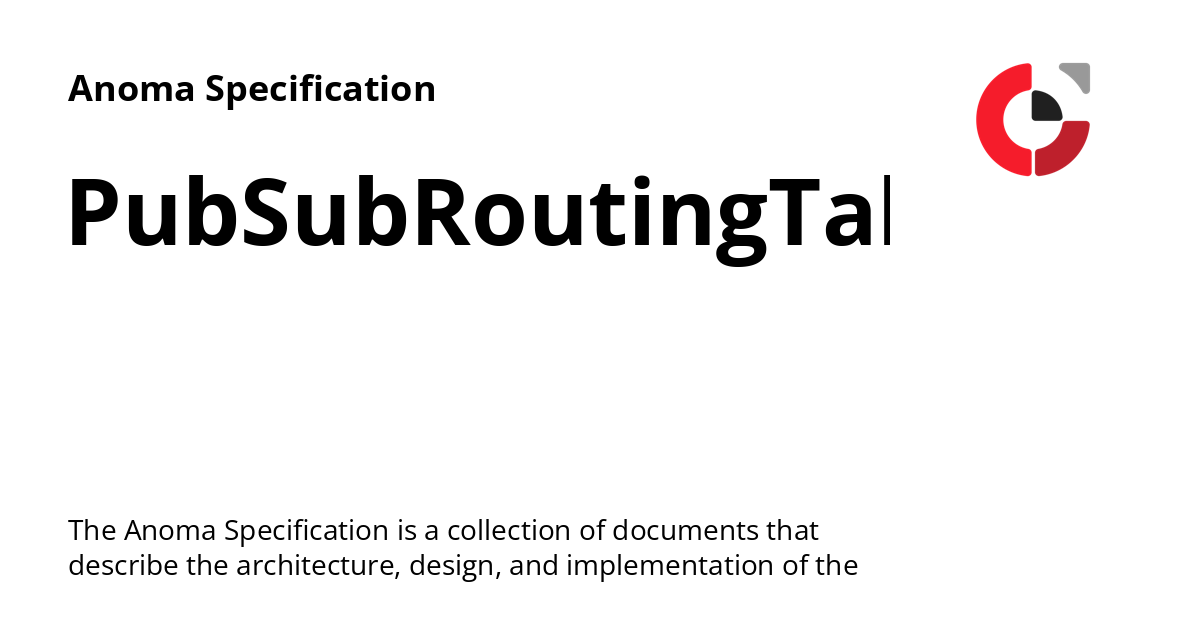 Anoma Specification
PubSubRoutingTa
The Anoma Specification is a collection of documents that
describe the architecture, design, and implementation of the